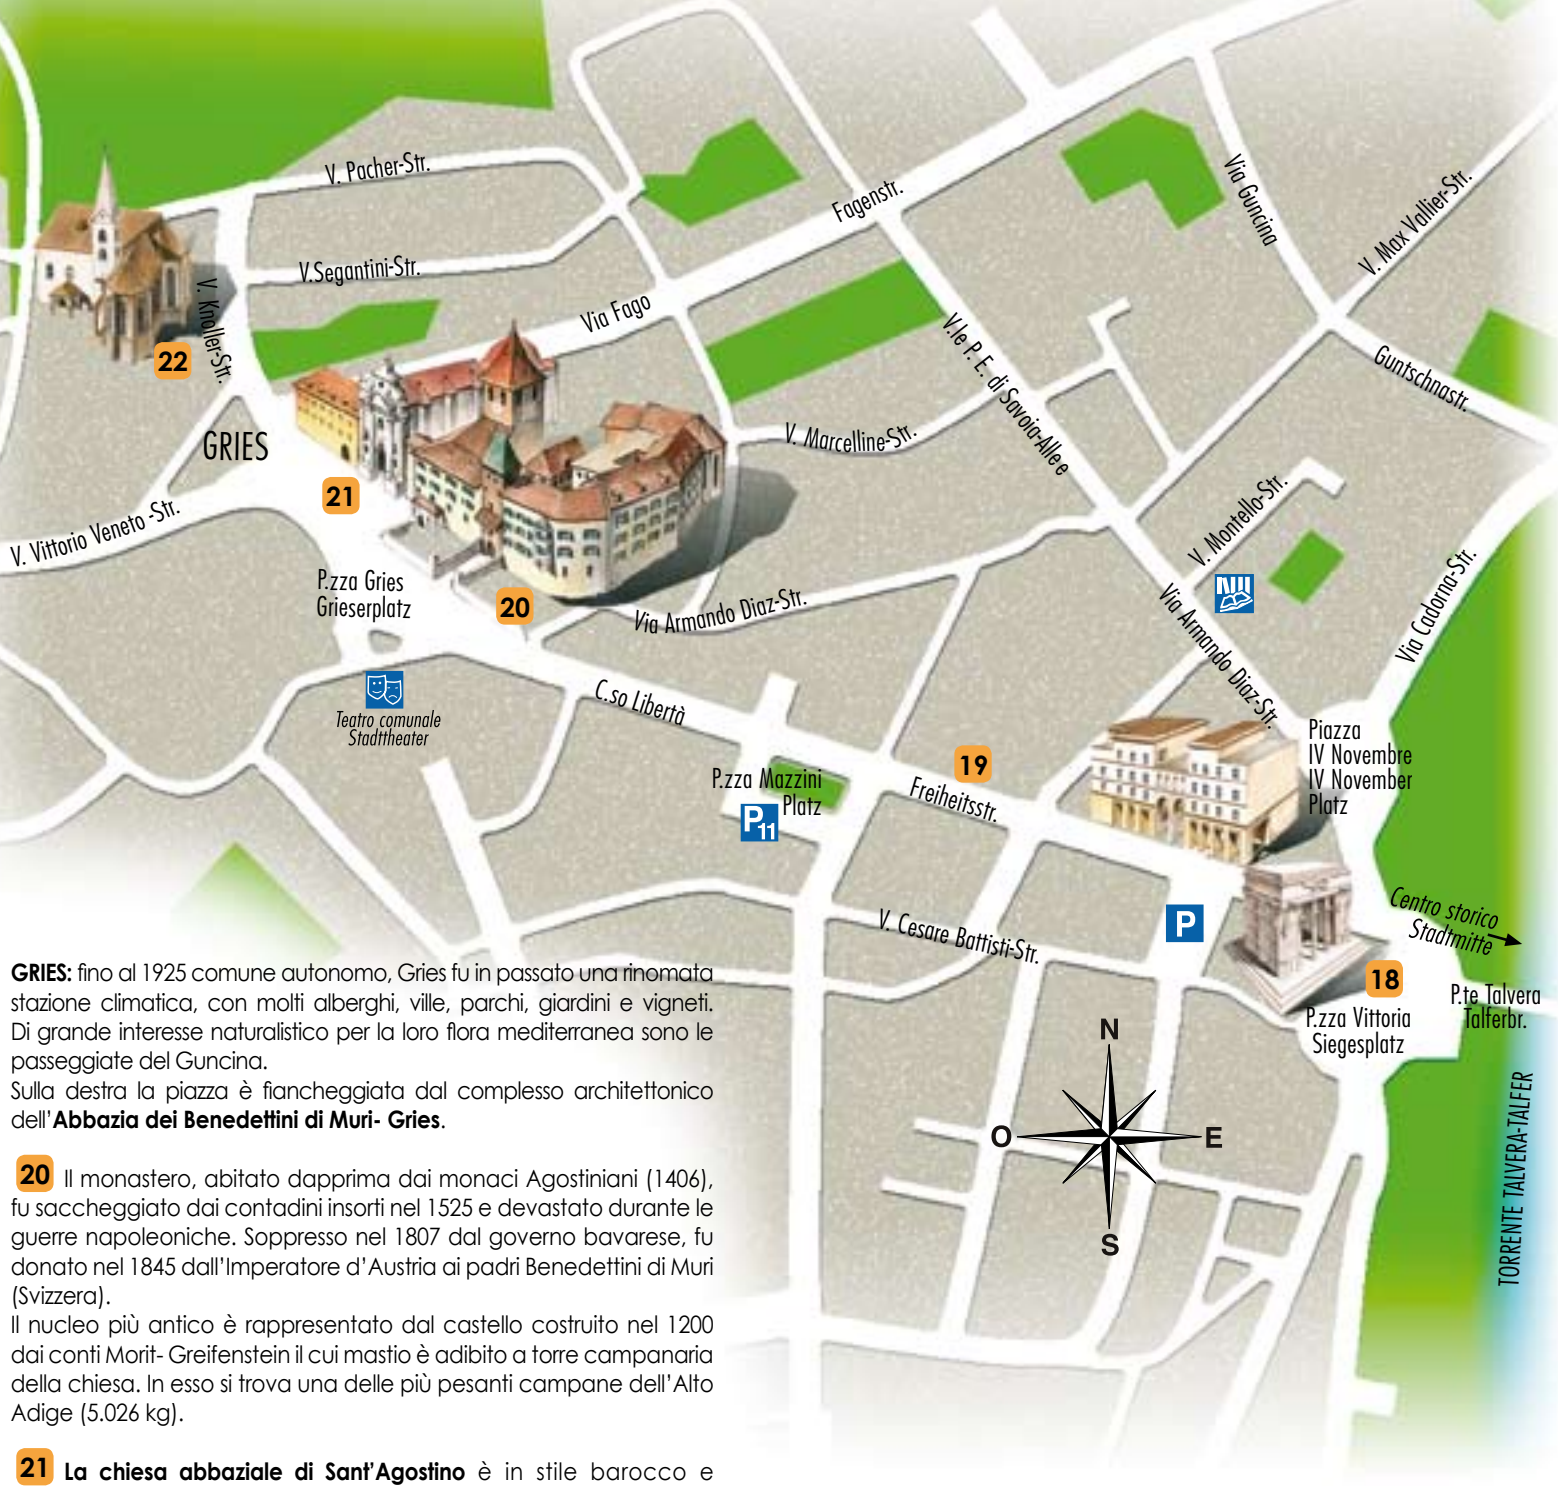 V. Pacher-Str.
Fagenstr.
Via Guncina
V. Max Vallier-Str.
V.Segantini-Str.
V. Knoller-Str.
Via Fago
22
V.le P. E. di Savoia-Allee
Guntschnastr.
GRIES
V. Marcelline-Str.
21
V. Vittorio Veneto -Str.
V. Montello-Str.
P.zza Gries
Grieserplatz
20
Via Armando Diaz-Str.
Via Armando Diaz-Str.
Via Cadorna-Str.
Teatro comunale
Stadttheater
C.so Libertà
19
Freiheitsstr.
P.zza Mazzini
Platz
P11
Piazza
IV Novembre
IV November
Platz
V. Cesare Battisti-Str.
P
Centro storico
Stadtmitte
18
P.zza Vittoria
Siegesplatz
P.te Talvera
Talferbr.
TORRENTE TALVERA-TALFER
N
O
E
S
GRIES: fino al 1925 comune autonomo, Gries fu in passato una rinomata
stazione climatica, con molti alberghi, ville, parchi, giardini e vigneti.
Di grande interesse naturalistico per la loro flora mediterranea sono le
passeggiate del Guncina.
Sulla destra la piazza è fiancheggiata dal complesso architettonico
dell'Abbazia dei Benedettini di Muri- Gries.
20 Il monastero, abitato dapprima dai monaci Agostiniani (1406),
fu saccheggiato dai contadini insorti nel 1525 e devastato durante le
guerre napoleoniche. Soppresso nel 1807 dal governo bavarese, fu
donato nel 1845 dall'Imperatore d'Austria ai padri Benedettini di Muri
(Svizzera).
Il nucleo più antico è rappresentato dal castello costruito nel 1200
dai conti Morit- Greifenstein il cui mastio è adibito a torre campanaria
della chiesa. In esso si trova una delle più pesanti campane dell'Alto
Adige (5.026 kg).
21 La chiesa abbaziale di Sant'Agostino è in stile barocco e